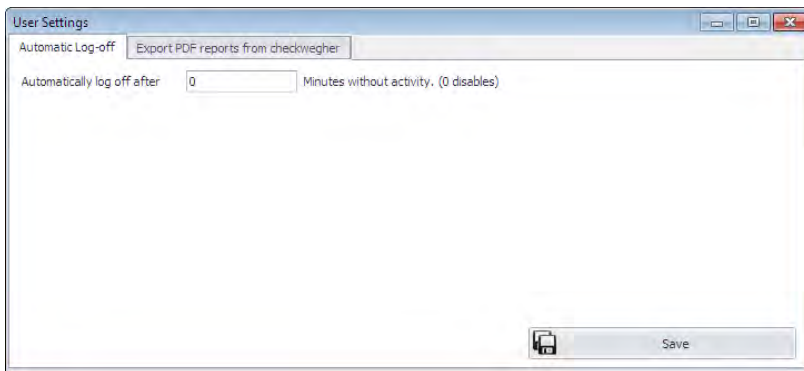 User Settings
Automatic Log-off
Export PDF reports from checkwegher
Automatically log off after 0 Minutes without activity. (0 disables)
Save